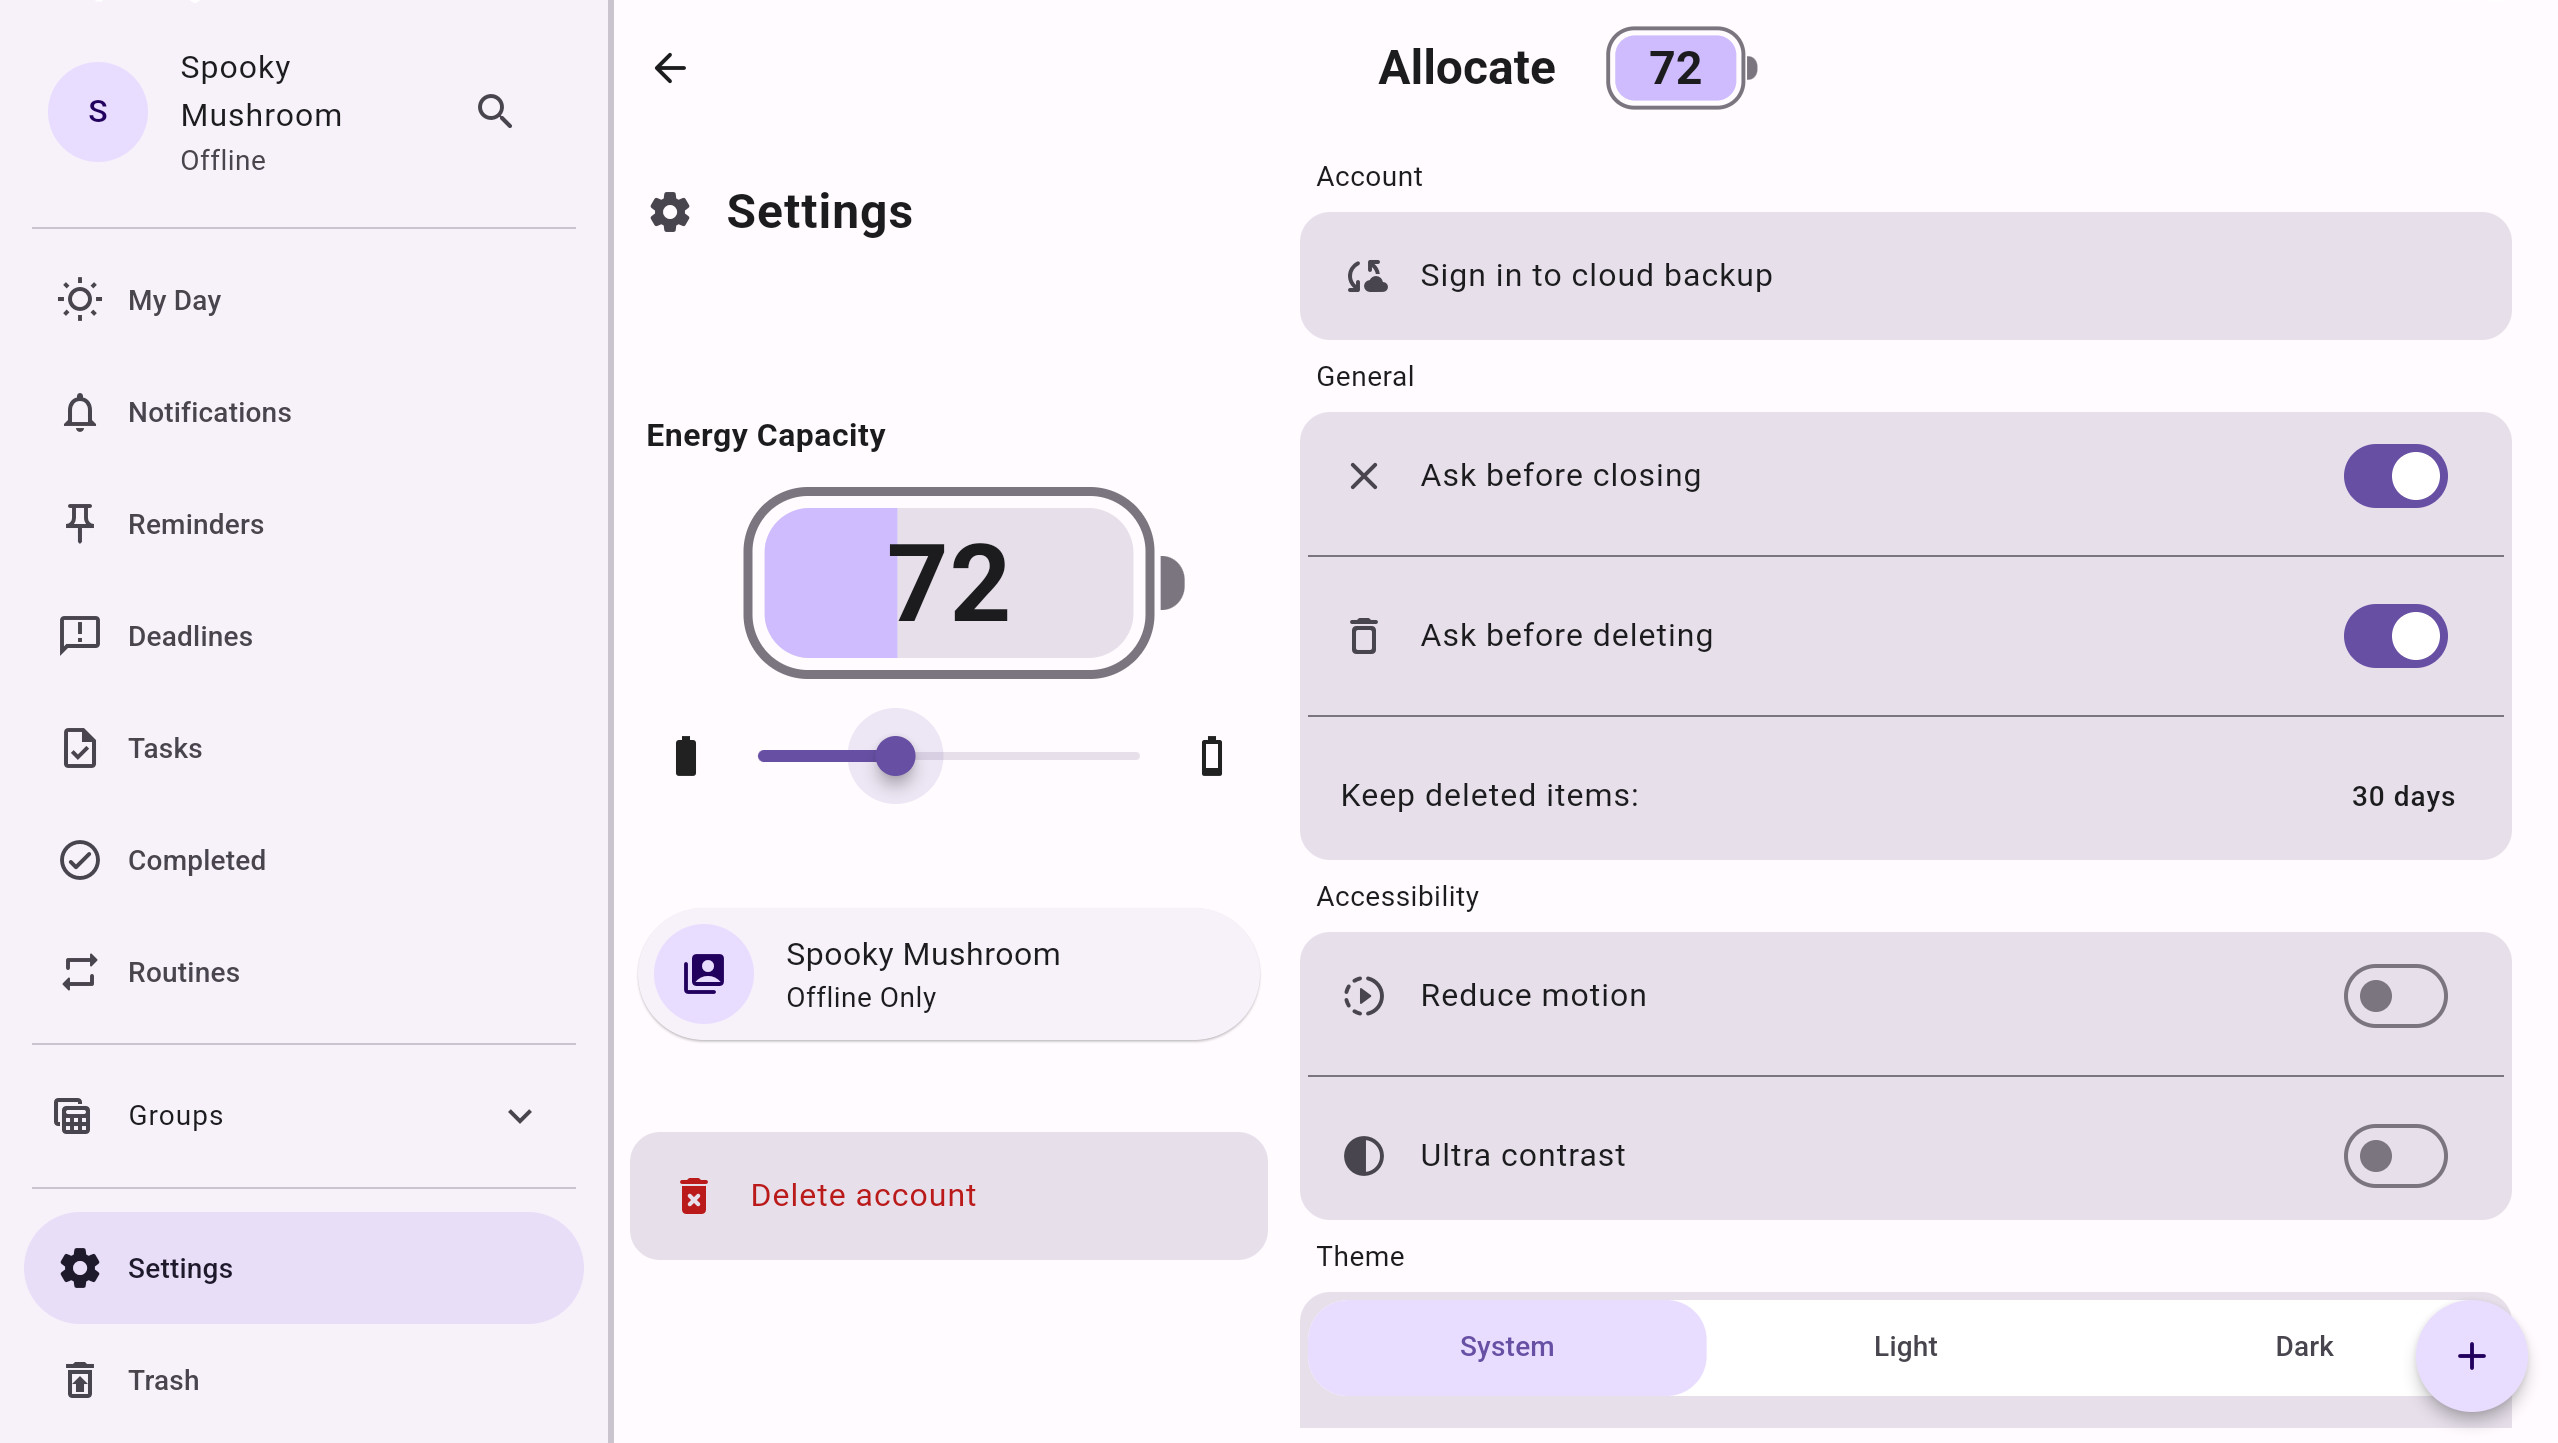 S
Spooky
Mushroom
Offline
My Day
Notifications
Reminders
Deadlines
Tasks
Completed
Routines
Groups
Settings
Trash
Allocate
72
Settings
Energy Capacity
72
Spooky Mushroom
Offline Only
Delete account
Account
Sign in to cloud backup
General
Ask before closing
Ask before deleting
Keep deleted items:
30 days
Accessibility
Reduce motion
Ultra contrast
Theme
System
Light
Dark